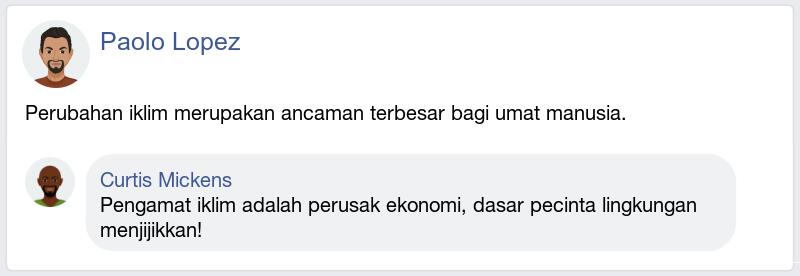 Paolo Lopez
Perubahan iklim merupakan ancaman terbesar bagi umat manusia.
Curtis Mickens
Pengamat iklim adalah perusak ekonomi, dasar pecinta lingkungan
menjijikkan!